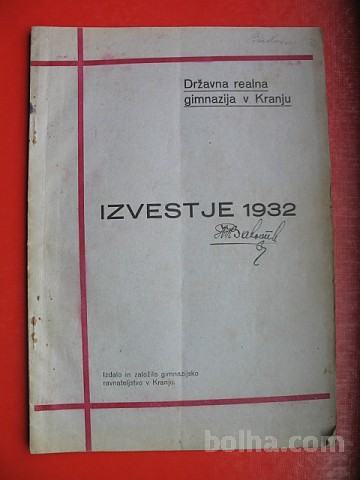 Državna realna
gimnazija v Kranju
IZVESTJE 1932
Izdalo in založilo gimnazijsko
ravnateljstvo v Kranju.
bolha.com